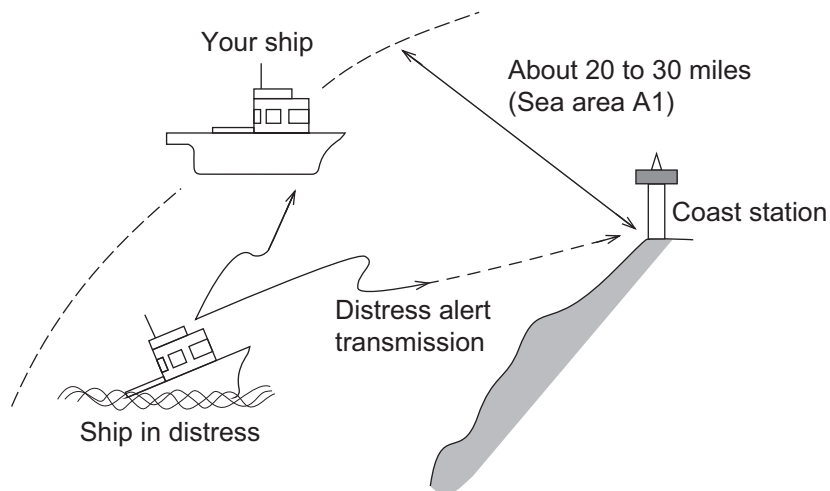 Your ship
About 20 to 30 miles
(Sea area A1)
Coast station
Distress alert
transmission
Ship in distress